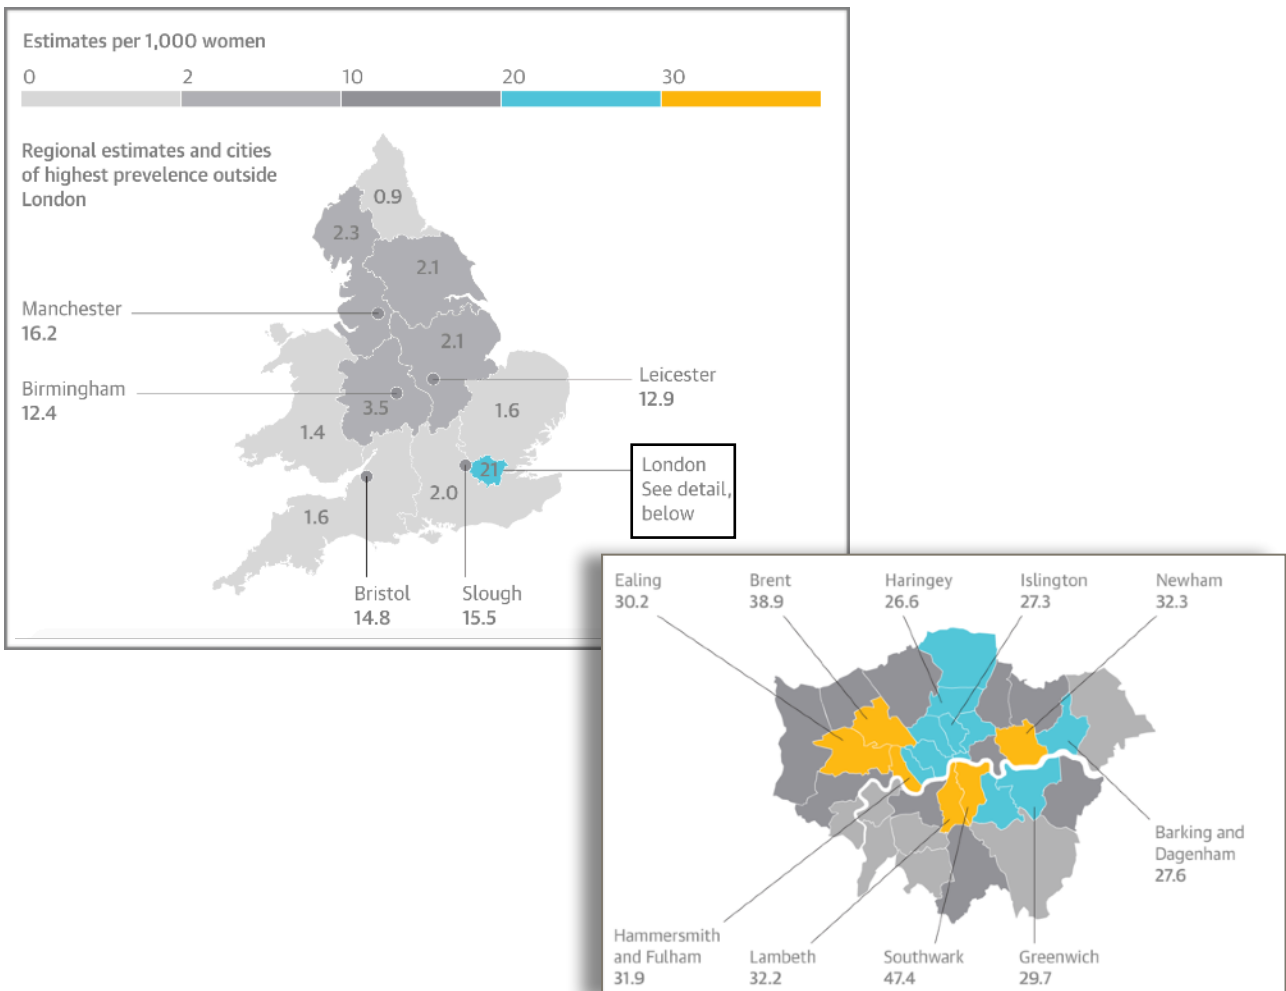 Estimates per 1,000 women
0 2 10 20 30
Regional estimates and cities
of highest prevelence outside
London
0.9
2.3
2.1
Manchester
16.2
2.1
Birmingham
12.4
Leicester
12.9
3.5
1.6
1.4
21
London
See detail,
below
2.0
1.6
Bristol
14.8
Slough
15.5
Ealing
30.2
Brent
38.9
Haringey
26.6
Islington
27.3
Newham
32.3
Barking and
Dagenham
27.6
Hammersmith
and Fulham
31.9
Lambeth
32.2
Southwark
47.4
Greenwich
29.7